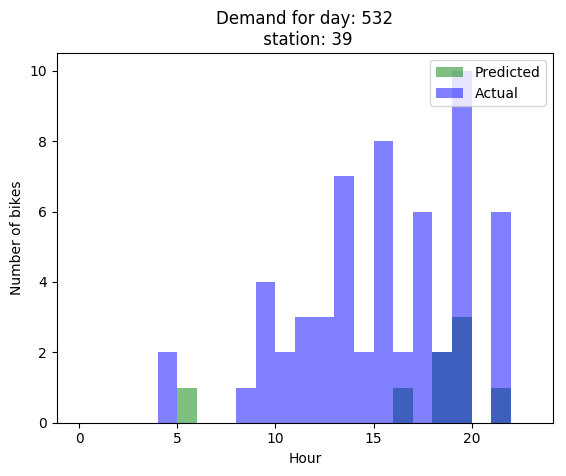 Demand for day: 532
station: 39
Predicted
Actual
Number of bikes
10
8
6
4
2
0
0 5 10 15 20
Hour